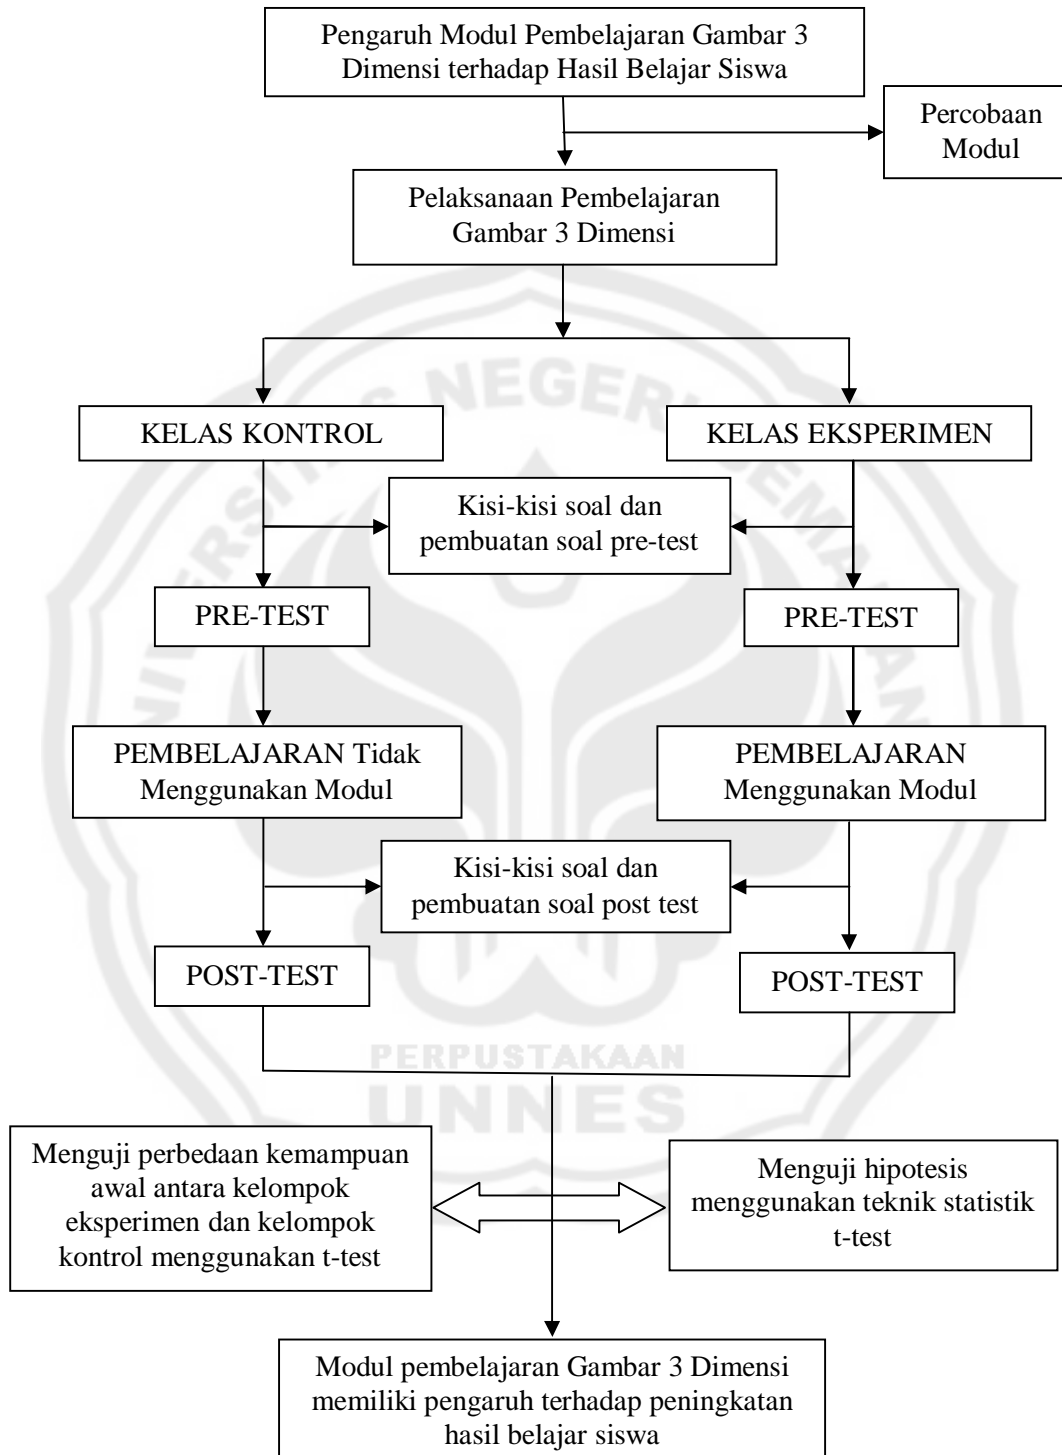 Pengaruh Modul Pembelajaran Gambar 3
Dimensi terhadap Hasil Belajar Siswa
Percobaan
Modul
Pelaksanaan Pembelajaran
Gambar 3 Dimensi
KELAS KONTROL
KELAS EKSPERIMEN
Kisi-kisi soal dan
pembuatan soal pre-test
PRE-TEST
PRE-TEST
PEMBELAJARAN Tidak
Menggunakan Modul
PEMBELAJARAN
Menggunakan Modul
Kisi-kisi soal dan
pembuatan soal post test
POST-TEST
POST-TEST
Menguji perbedaan kemampuan
awal antara kelompok
eksperimen dan kelompok
kontrol menggunakan t-test
Menguji hipotesis
menggunakan teknik statistik
t-test
Modul pembelajaran Gambar 3 Dimensi
memiliki pengaruh terhadap peningkatan
hasil belajar siswa
UNIVERSITAS NEGERI SEMARANG
PERPUSTAKAAN
UNNES